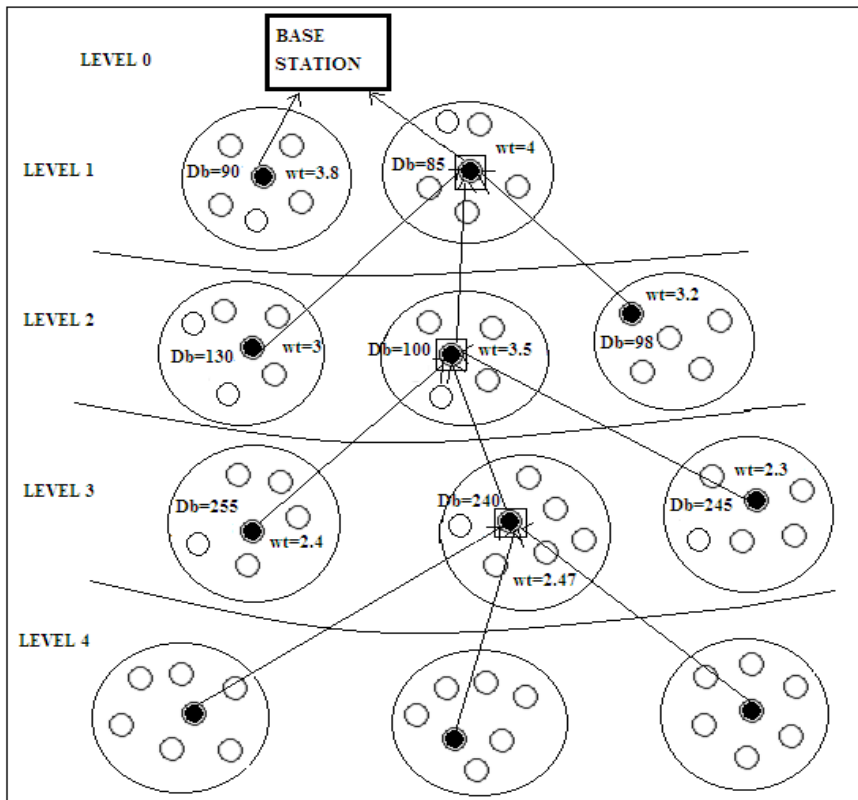 BASE
STATION
LEVEL 0
LEVEL 1
Db=90
wt=3.8
Db=85
wt=4
LEVEL 2
Db=130
wt=3
Db=100
wt=3.5
wt=3.2
Db=98
LEVEL 3
Db=255
wt=2.4
Db=240
wt=2.47
wt=2.3
Db=245
LEVEL 4